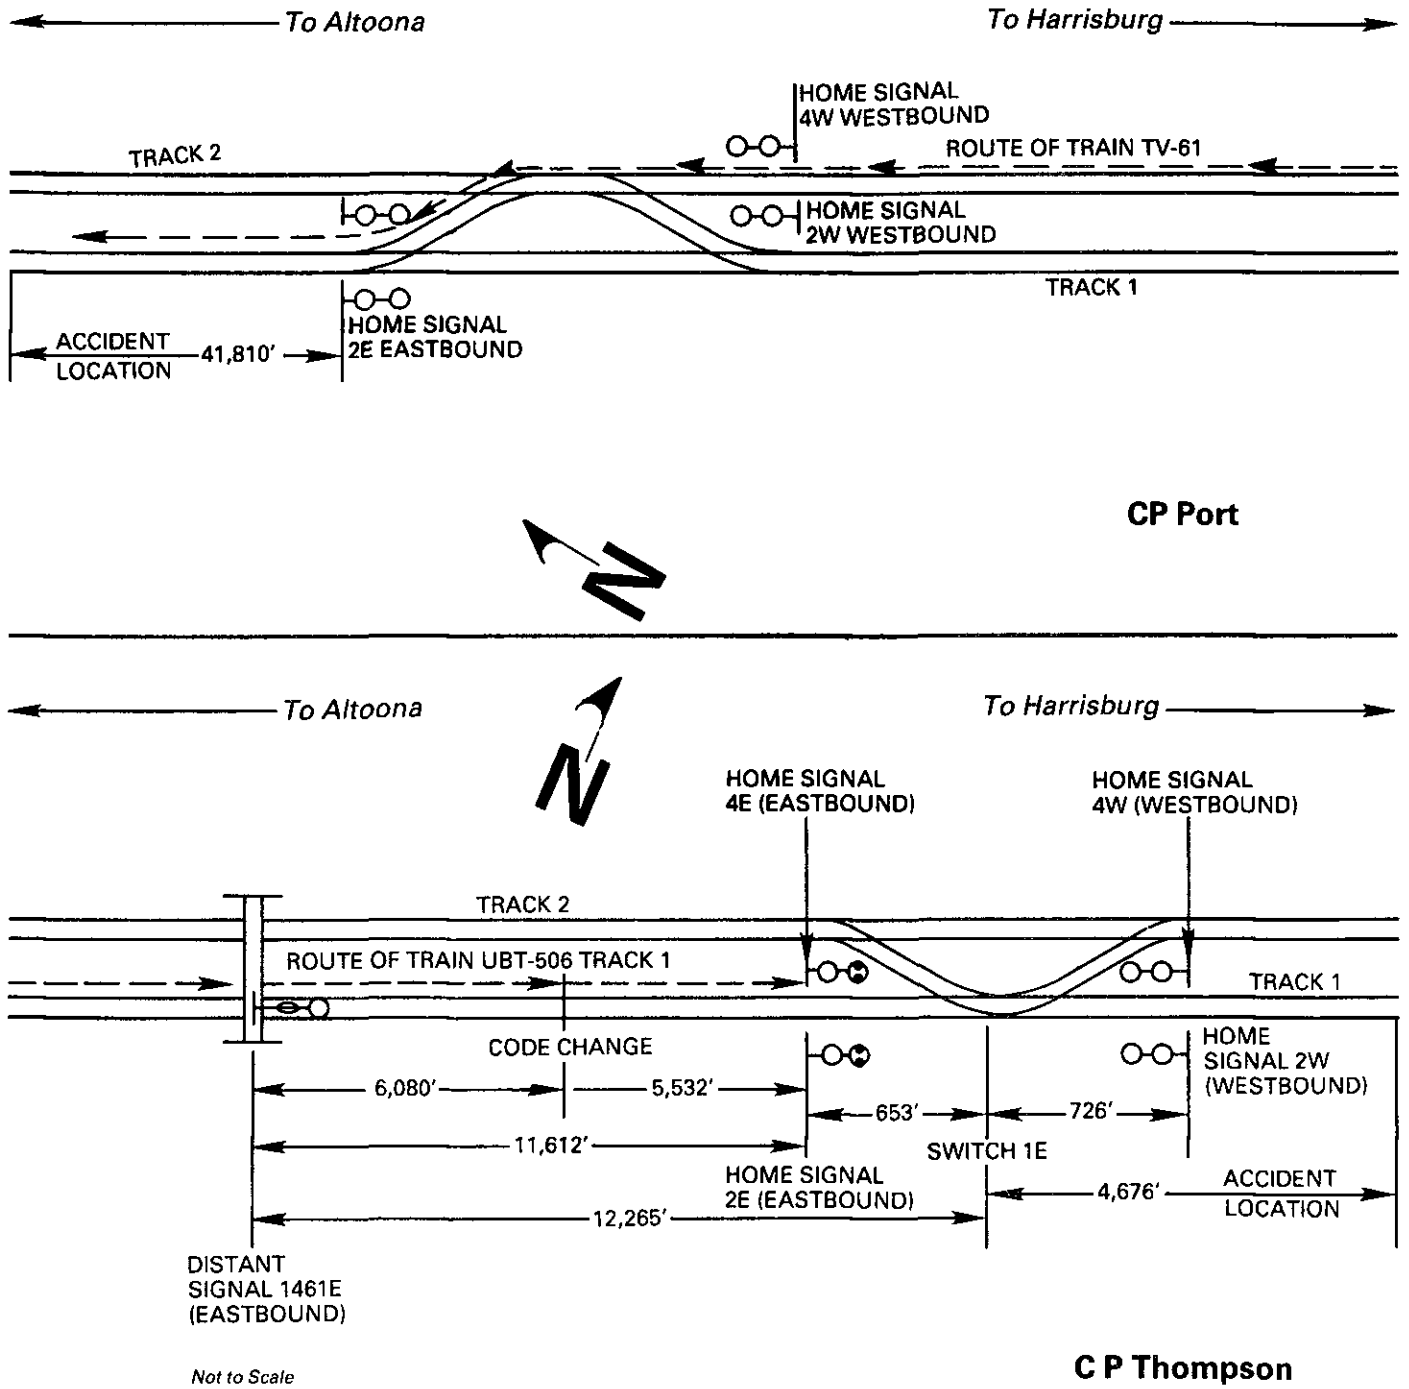 To Altoona
To Harrisburg
HOME SIGNAL
4W WESTBOUND
TRACK 2
ROUTE OF TRAIN TV-61
HOME SIGNAL
2W WESTBOUND
TRACK 1
HOME SIGNAL
2E EASTBOUND
ACCIDENT
LOCATION
41,810′
CP Port
N
N
To Altoona
To Harrisburg
HOME SIGNAL
4E (EASTBOUND)
HOME SIGNAL
4W (WESTBOUND)
TRACK 2
ROUTE OF TRAIN UBT-506 TRACK 1
TRACK 1
CODE CHANGE
HOME
SIGNAL 2W
(WESTBOUND)
6,080′
5,532′
653′
726′
11,612′
SWITCH 1E
HOME SIGNAL
2E (EASTBOUND)
4,676′
ACCIDENT
LOCATION
12,265′
DISTANT
SIGNAL 1461E
(EASTBOUND)
Not to Scale
C P Thompson